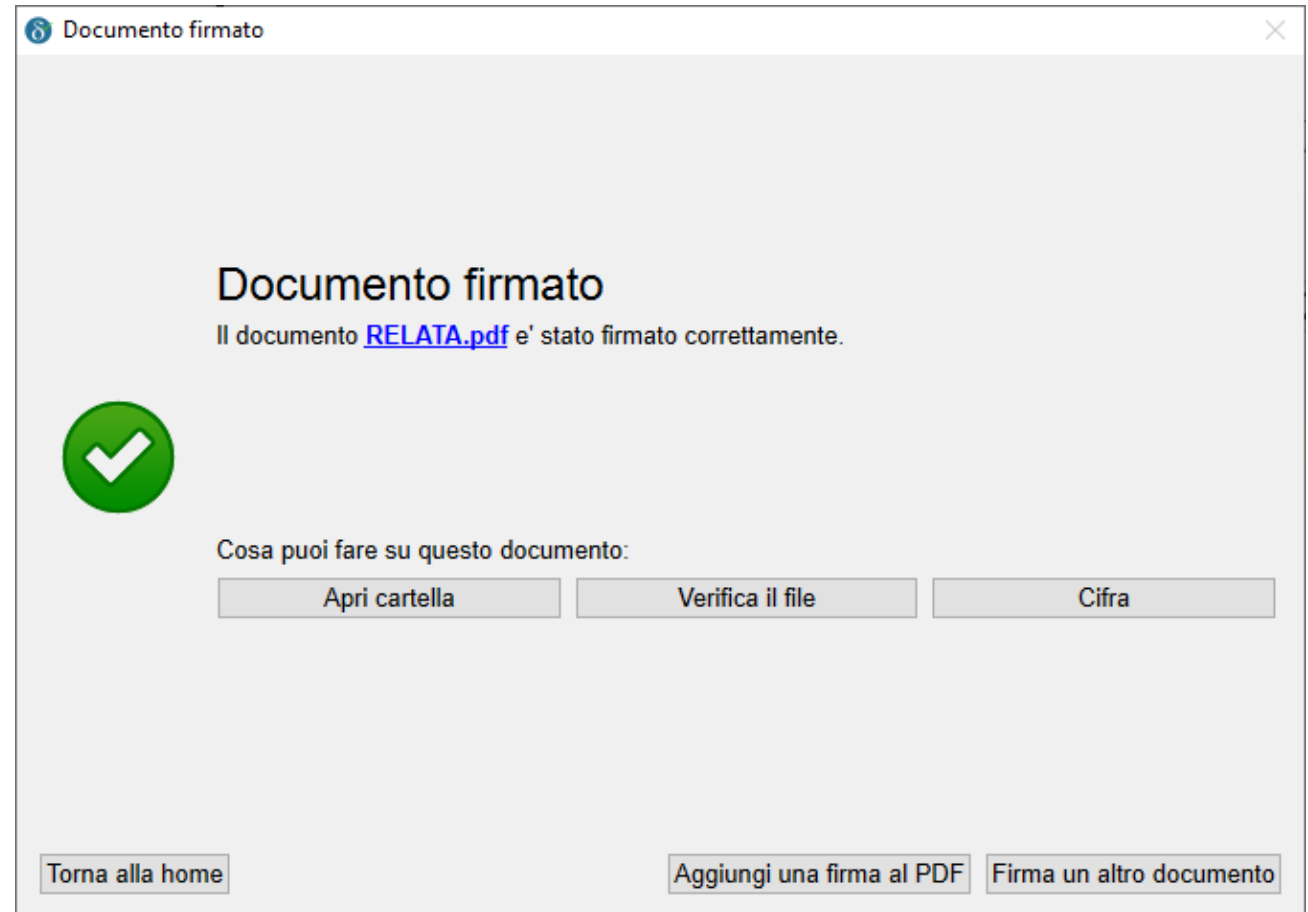 Documento firmato
Documento firmato
Il documento RELATA.pdf e' stato firmato correttamente.
Cosa puoi fare su questo documento:
Apri cartella
Verifica il file
Cifra
Torna alla home
Aggiungi una firma al PDF
Firma un altro documento